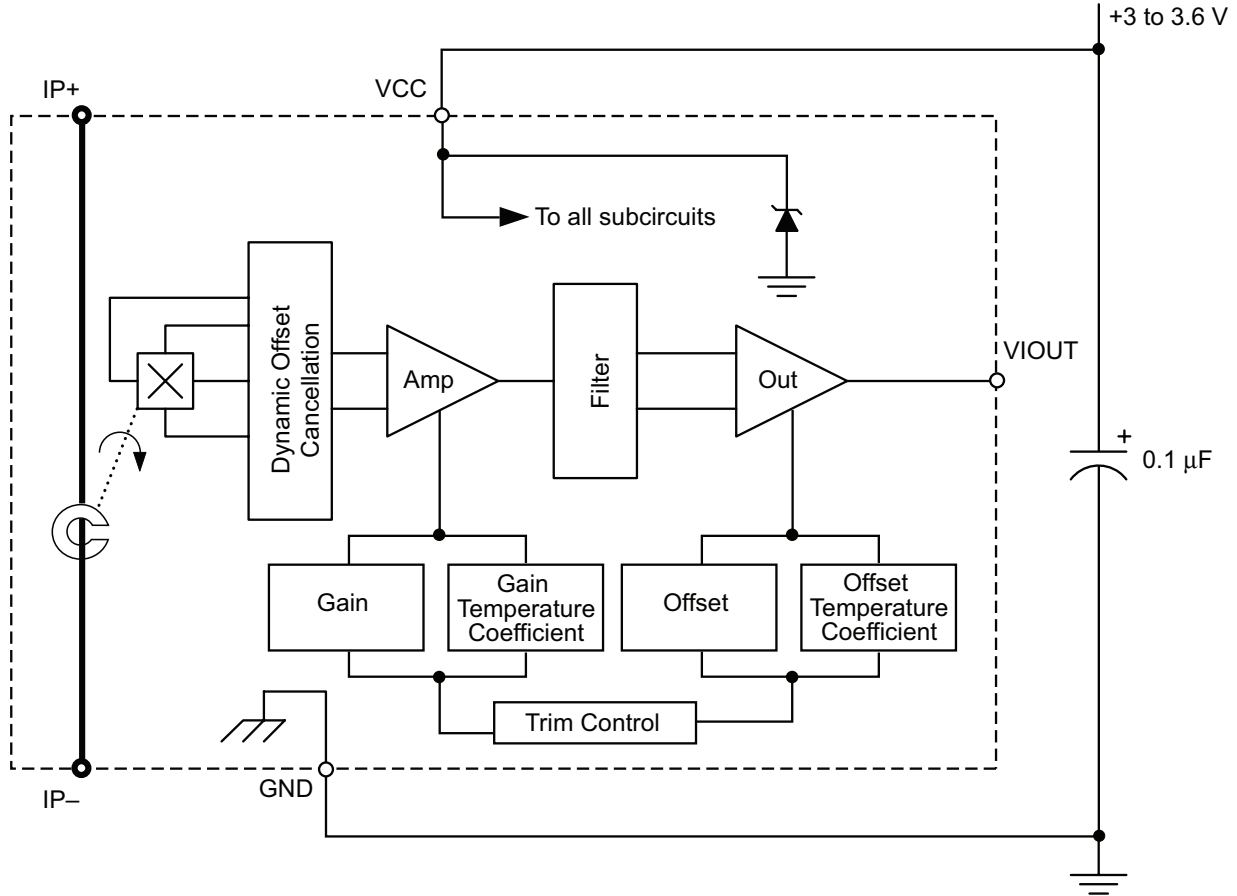 +3 to 3.6 V
IP+
VCC
To all subcircuits
Dynamic Offset
Cancellation
Amp
Filter
Out
VIOUT
+
0.1 μF
Gain
Gain
Temperature
Coefficient
Offset
Offset
Temperature
Coefficient
Trim Control
GND
IP–